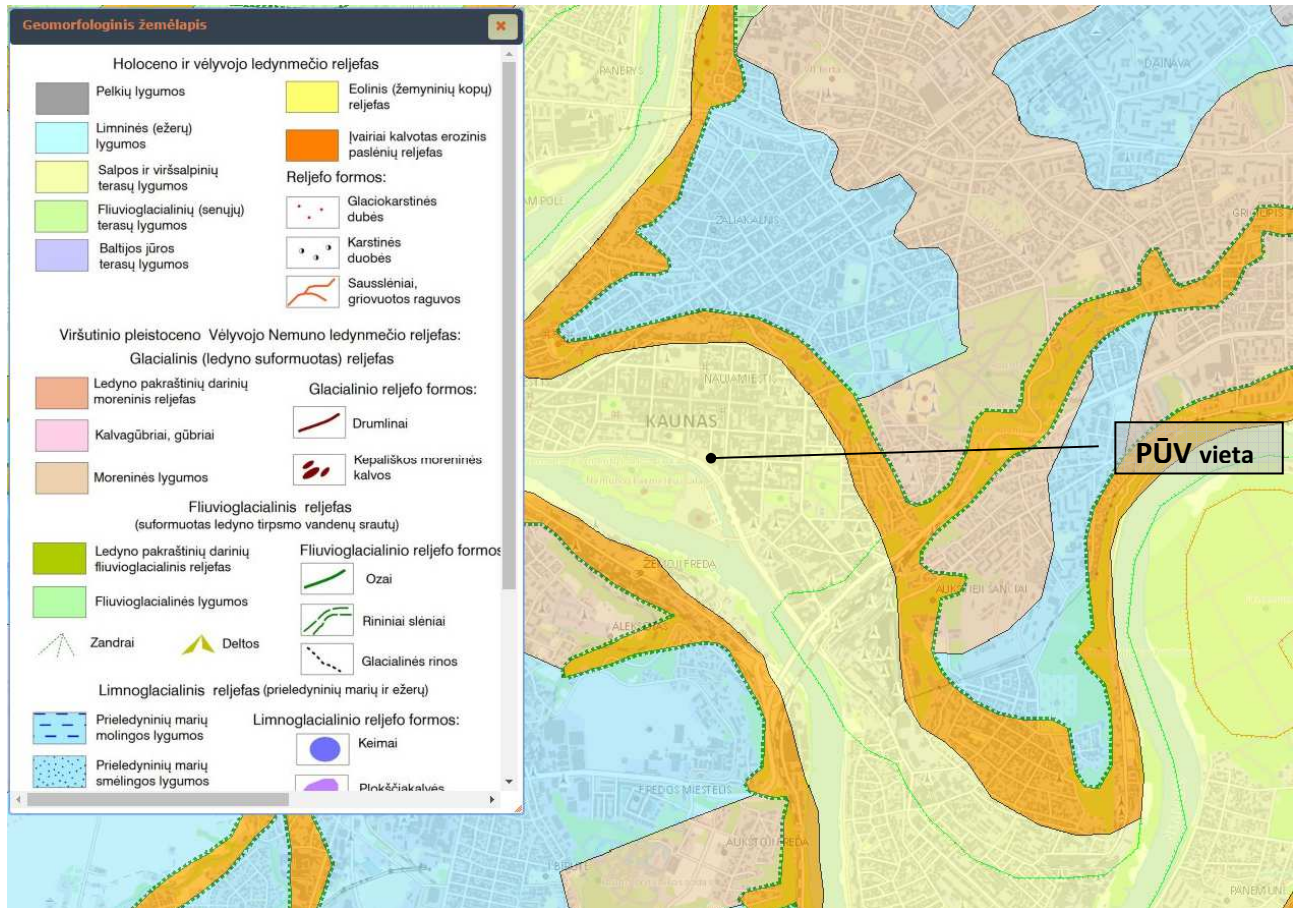 Geomorfologinis žemėlapis
Holoceno ir vėlyvojo ledynmečio reljefas
Pelkių lygumos
Limninės (ežerų)
lygumos
Salpos ir viršsalpinių
terasų lygumos
Fliuvioglacialinių (senųjų)
terasų lygumos
Baltijos jūros
terasų lygumos
Eolinis (žemyninių kopų)
reljefas
Įvairiai kalvotas erozinis
paslėnių reljefas
Reljefo formos:
Glaciokarstinės
dubės
Karstinės
duobės
Saussléniai,
griovuotos raguvos
Viršutinio pleistoceno Vėlyvojo Nemuno ledynmečio reljefas:
Glacialinis (ledyno suformuotas) reljefas
Ledyno pakraštinių darinių
moreninis reljefas
Kalvagūbriai, gūbriai
Moreninės lygumos
Glacialinio reljefo formos:
Drumlinai
Kepališkos moreninės
kalvos
Fliuvioglacialinis reljefas
(suformuotas ledyno tirpsmo vandenų srautų)
Ledyno pakraštinių darinių
fliuvioglacialinis reljefas
Fliuvioglacialinės lygumos
Zandrai
Deltos
Fliuvioglacialinio reljefo formos
Ozai
Rininiai slėniai
Glacialinės rinos
Limnoglacialinis reljefas (prieledyninių marių ir ežerų)
Prieledyninių marių
molingos lygumos
Prieledyninių marių
smėlingos lygumos
Limnoglacialinio reljefo formos:
Keimai
Plokščiakalvės
PANERYS
DAINAVA
ŽALIAKALNIS
NAUJAMIESTIS
KAUNAS
PŪV vieta
ŽEMOJI FREDA
AUKŠTIEJI ŠANČIAI
FREDOS MIESTELIS
AUKŠTOJI FREDA
PANEMUNĖ